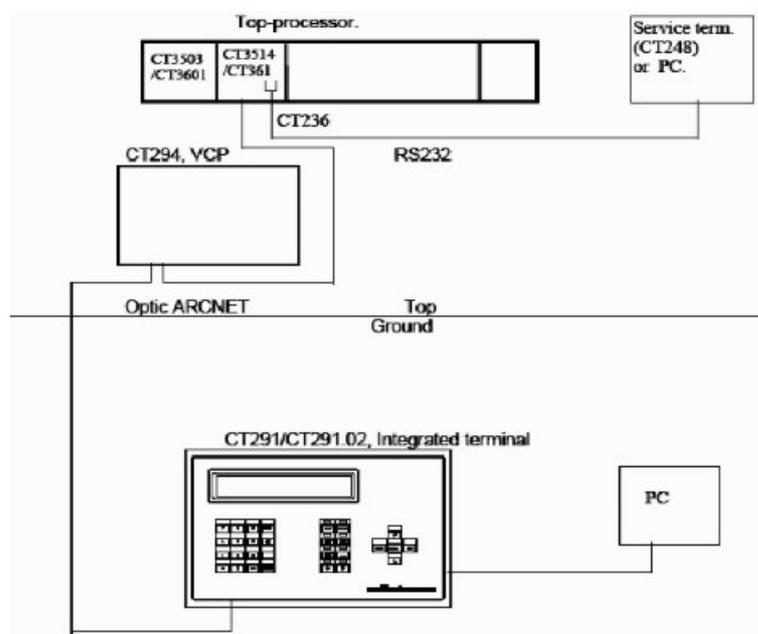 Top-processor.
CT3503
/CT3601
CT3514
/CT361
Service term.
(CT248)
or PC.
CT236
CT294, VCP
RS232
Optic ARCNET
Top
Ground
CT291/CT291.02, Integrated terminal
PC